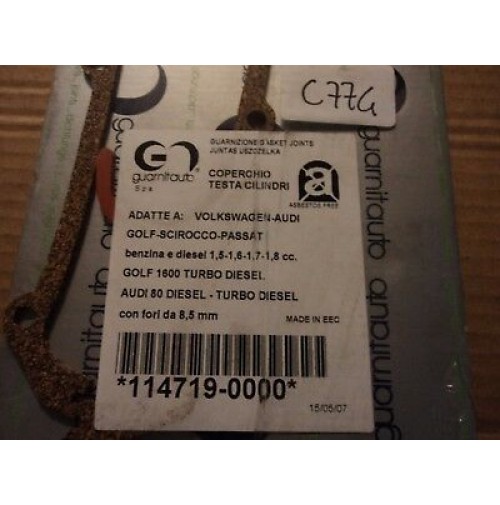 C774
GUARNIZIONE GASKET JOINTS
JUNTAS USZCZELKA
guarnitauto®
S.p.a.
COPERCHIO
TESTA CILINDRI
a
ASBESTOS FREE
ADATTE A: VOLKSWAGEN-AUDI
GOLF-SCIROCCO-PASSAT
benzina e diesel 1,5-1,6-1,7-1,8 cc.
GOLF 1600 TURBO DIESEL
AUDI 80 DIESEL - TURBO DIESEL
con fori da 8,5 mm
MADE IN EEC
*114719-0000*
15/05/07
guarnitauto
guarnitauto